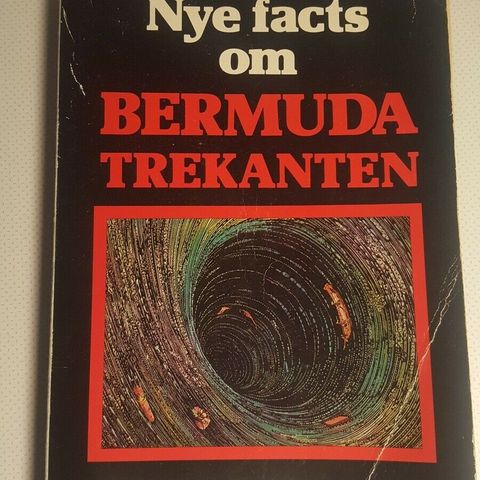 Nye facts
om
BERMUDA
TREKANTEN